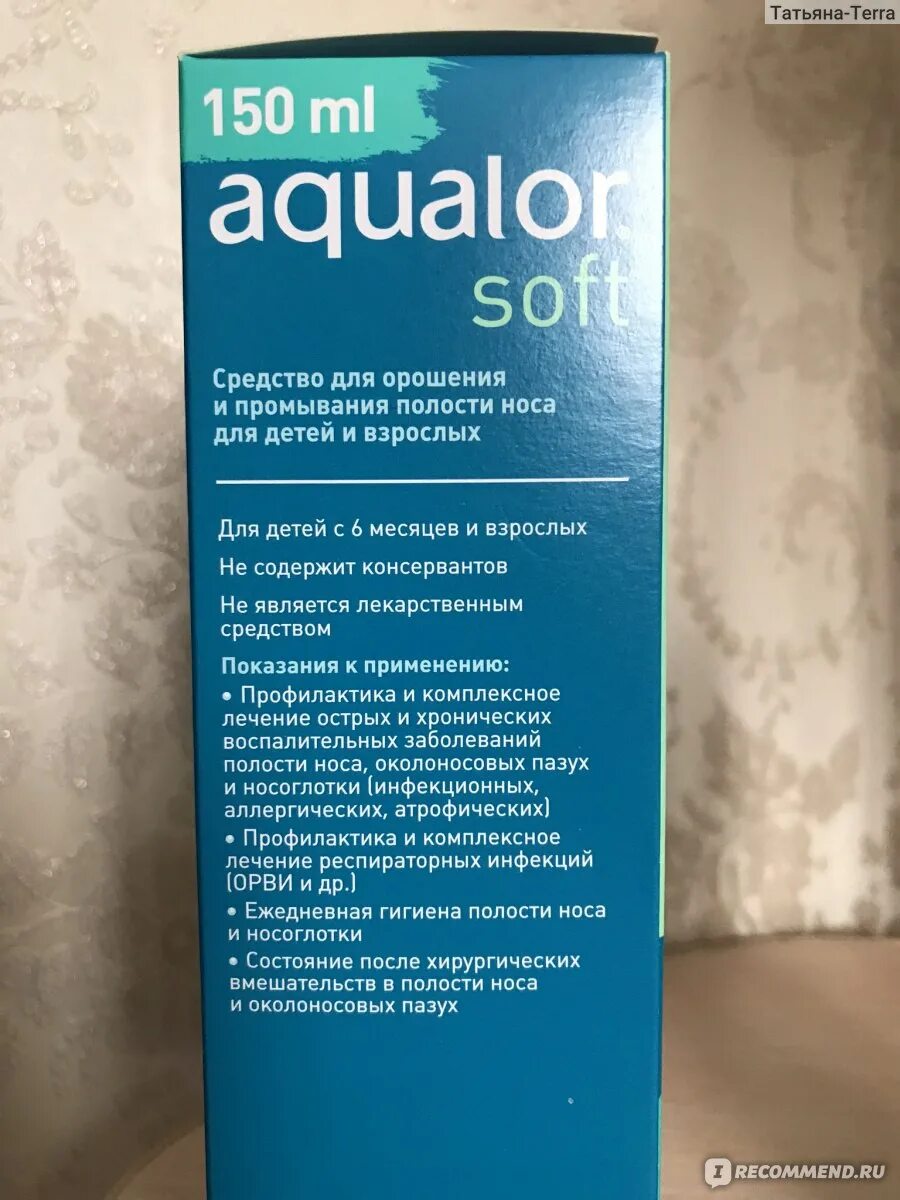 Татьяна-Terra
150 ml
aqualor
soft
Средство для орошения
и промывания полости носа
для детей и взрослых
Для детей с 6 месяцев и взрослых
Не содержит консервантов
Не является лекарственным
средством
Показания к применению:
• Профилактика и комплексное
лечение острых и хронических
воспалительных заболеваний
полости носа, околоносовых пазух
и носоглотки (инфекционных,
аллергических, атрофических)
• Профилактика и комплексное
лечение респираторных инфекций
(ОРВИ и др.)
• Ежедневная гигиена полости носа
и носоглотки
• Состояние после хирургических
вмешательств в полости носа
и околоносовых пазух
IRECOMMEND.RU